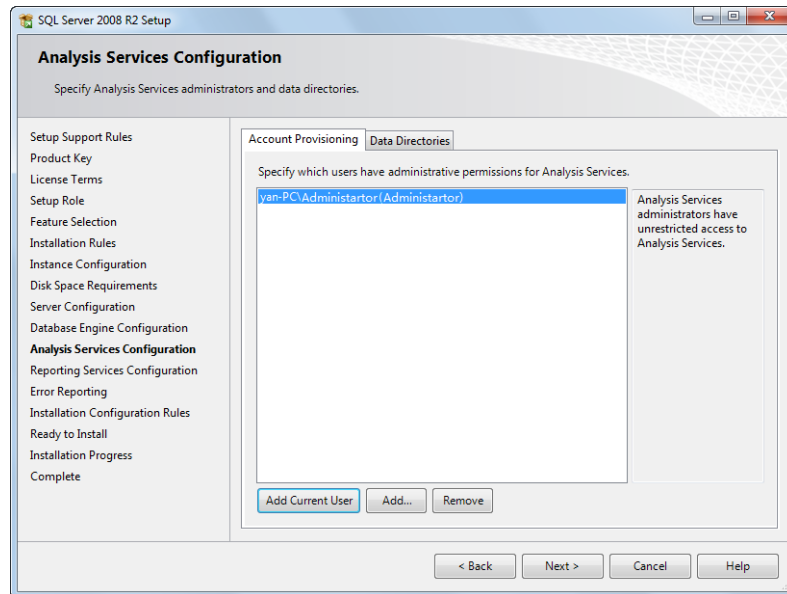 SQL Server 2008 R2 Setup
Analysis Services Configuration
Specify Analysis Services administrators and data directories.
Setup Support Rules
Product Key
License Terms
Setup Role
Feature Selection
Installation Rules
Instance Configuration
Disk Space Requirements
Server Configuration
Database Engine Configuration
Analysis Services Configuration
Reporting Services Configuration
Error Reporting
Installation Configuration Rules
Ready to Install
Installation Progress
Complete
Account Provisioning Data Directories
Specify which users have administrative permissions for Analysis Services.
yan-PC\Administartor(Administartor)
Analysis Services
administrators have
unrestricted access to
Analysis Services.
Add Current User Add... Remove
< Back Next > Cancel Help